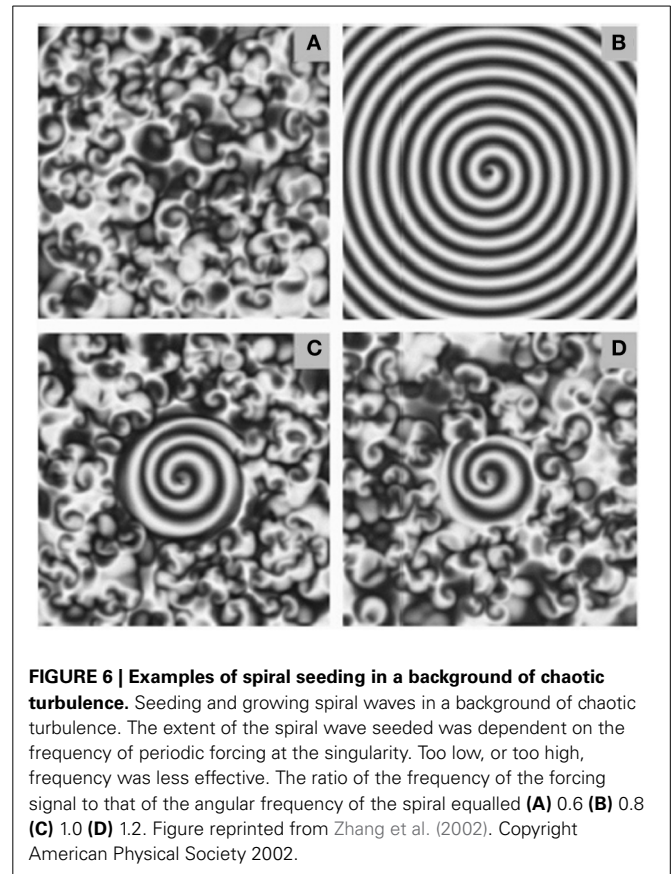 A
B
C
D
FIGURE 6 | Examples of spiral seeding in a background of chaotic
turbulence. Seeding and growing spiral waves in a background of chaotic
turbulence. The extent of the spiral wave seeded was dependent on the
frequency of periodic forcing at the singularity. Too low, or too high,
frequency was less effective. The ratio of the frequency of the forcing
signal to that of the angular frequency of the spiral equalled (A) 0.6 (B) 0.8
(C) 1.0 (D) 1.2. Figure reprinted from Zhang et al. (2002). Copyright
American Physical Society 2002.